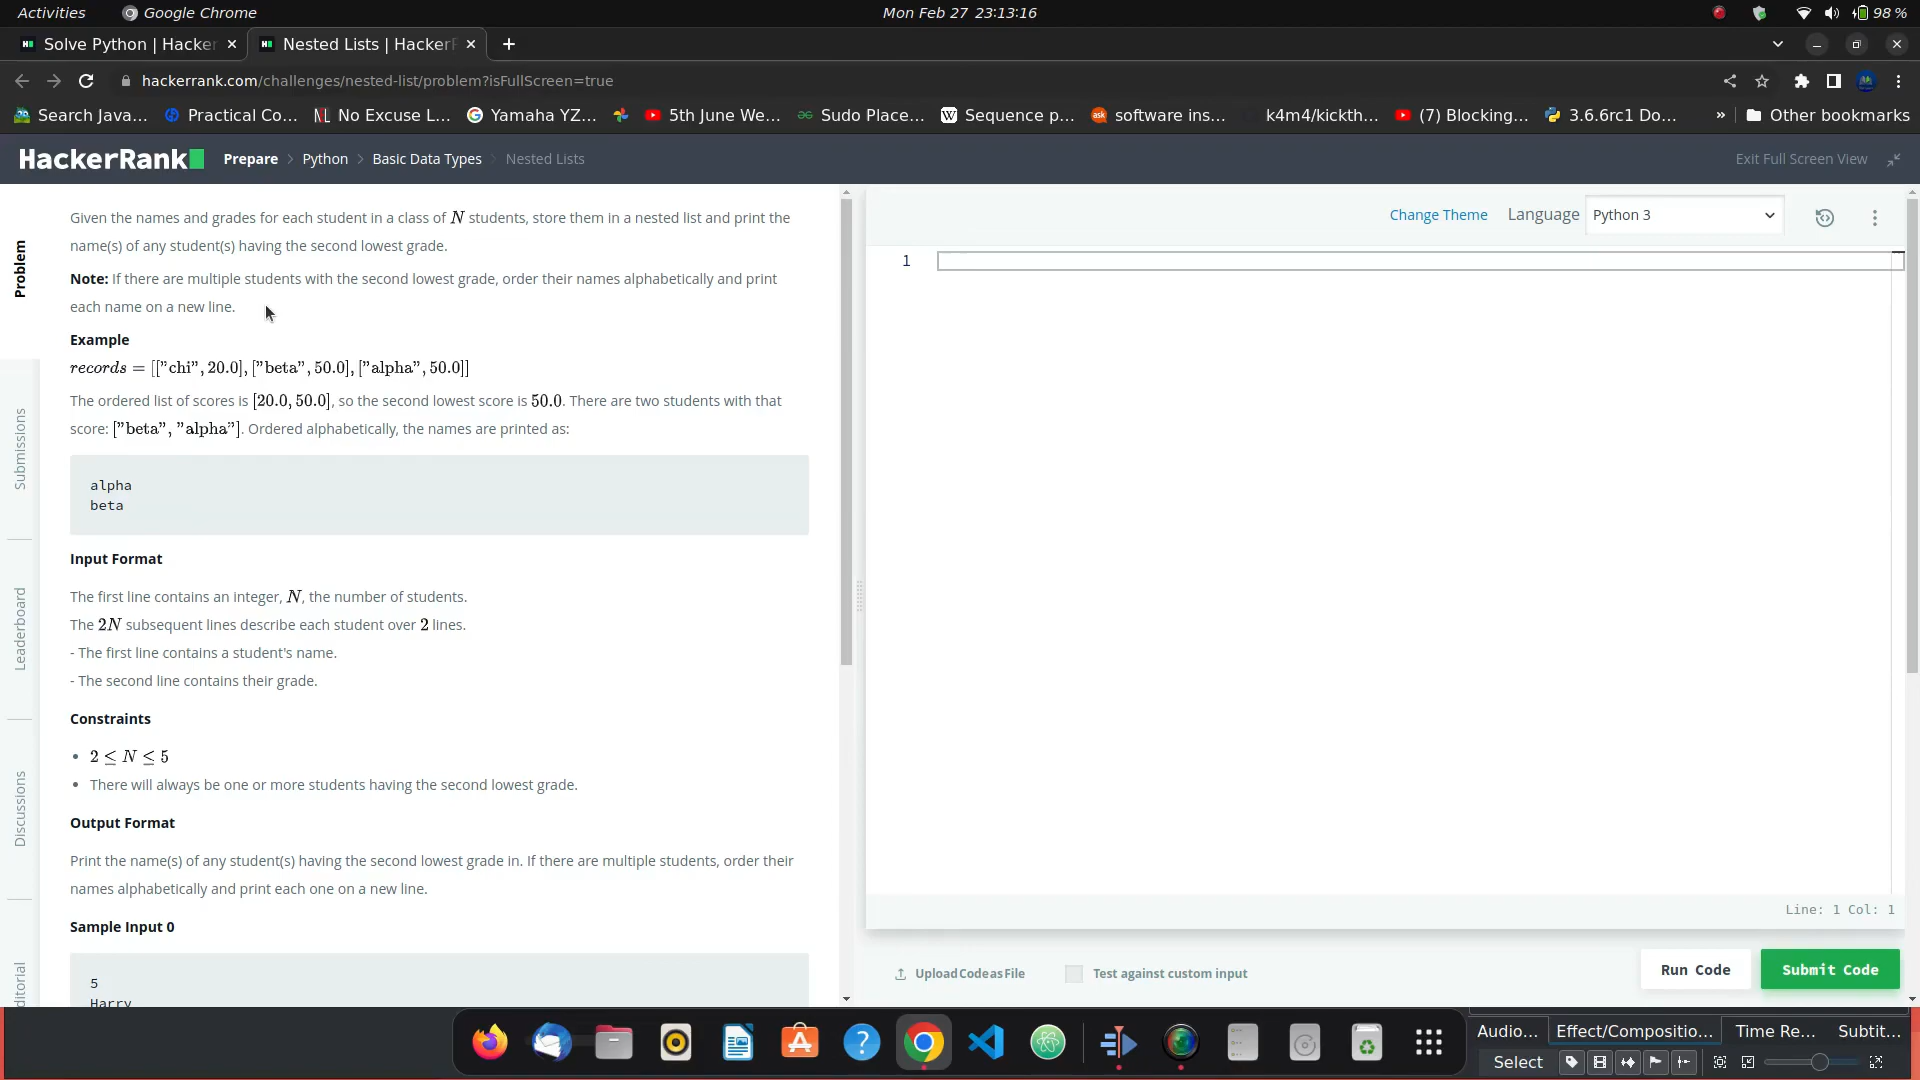 Activities
Google Chrome
Mon Feb 27 23:13:16
98 %
Solve Python | Hacker
Nested Lists | HackerR
hackerrank.com/challenges/nested-list/problem?isFullScreen=true
Search Java...
Practical Co...
No Excuse L...
Yamaha YZ...
5th June We...
Sudo Place...
Sequence p...
software ins...
k4m4/kickth...
(7) Blocking...
3.6.6rc1 Do...
»
Other bookmarks
HackerRank
Prepare > Python > Basic Data Types > Nested Lists
Exit Full Screen View
Problem
Submissions
Leaderboard
Discussions
Given the names and grades for each student in a class of N students, store them in a nested list and print the
name(s) of any student(s) having the second lowest grade.
Note: If there are multiple students with the second lowest grade, order their names alphabetically and print
each name on a new line.
Example
records = [["chi", 20.0], ["beta", 50.0], ["alpha", 50.0]]
The ordered list of scores is [20.0, 50.0], so the second lowest score is 50.0. There are two students with that
score: ["beta", "alpha"]. Ordered alphabetically, the names are printed as:
alpha
beta
Input Format
The first line contains an integer, N, the number of students.
The 2N subsequent lines describe each student over 2 lines.
- The first line contains a student's name.
- The second line contains their grade.
Constraints
• 2 ≤ N ≤ 5
• There will always be one or more students having the second lowest grade.
Output Format
Print the name(s) of any student(s) having the second lowest grade in. If there are multiple students, order their
names alphabetically and print each one on a new line.
Sample Input 0
5
Harry
Change Theme
Language
Python 3
1
Line: 1 Col: 1
Upload Code as File
Test against custom input
Run Code
Submit Code
Audio...
Effect/Compositio...
Time Re...
Subtit...
Select